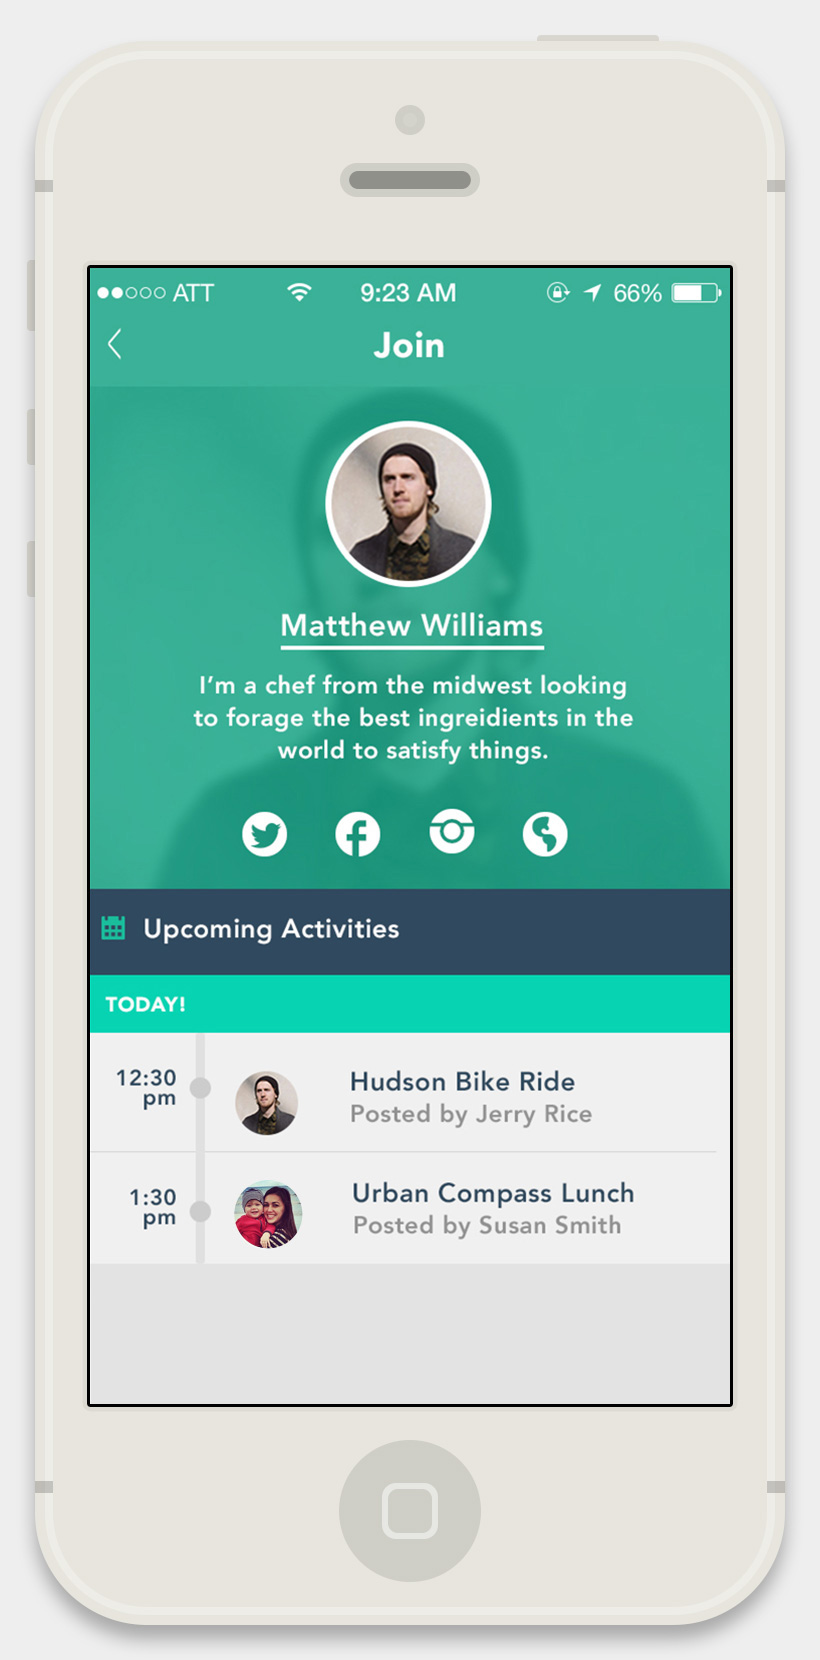 ATT 9:23 AM 66%
Join
Matthew Williams
I'm a chef from the midwest looking
to forage the best ingreidients in the
world to satisfy things.
Upcoming Activities
TODAY!
12:30
pm
Hudson Bike Ride
Posted by Jerry Rice
1:30
pm
Urban Compass Lunch
Posted by Susan Smith